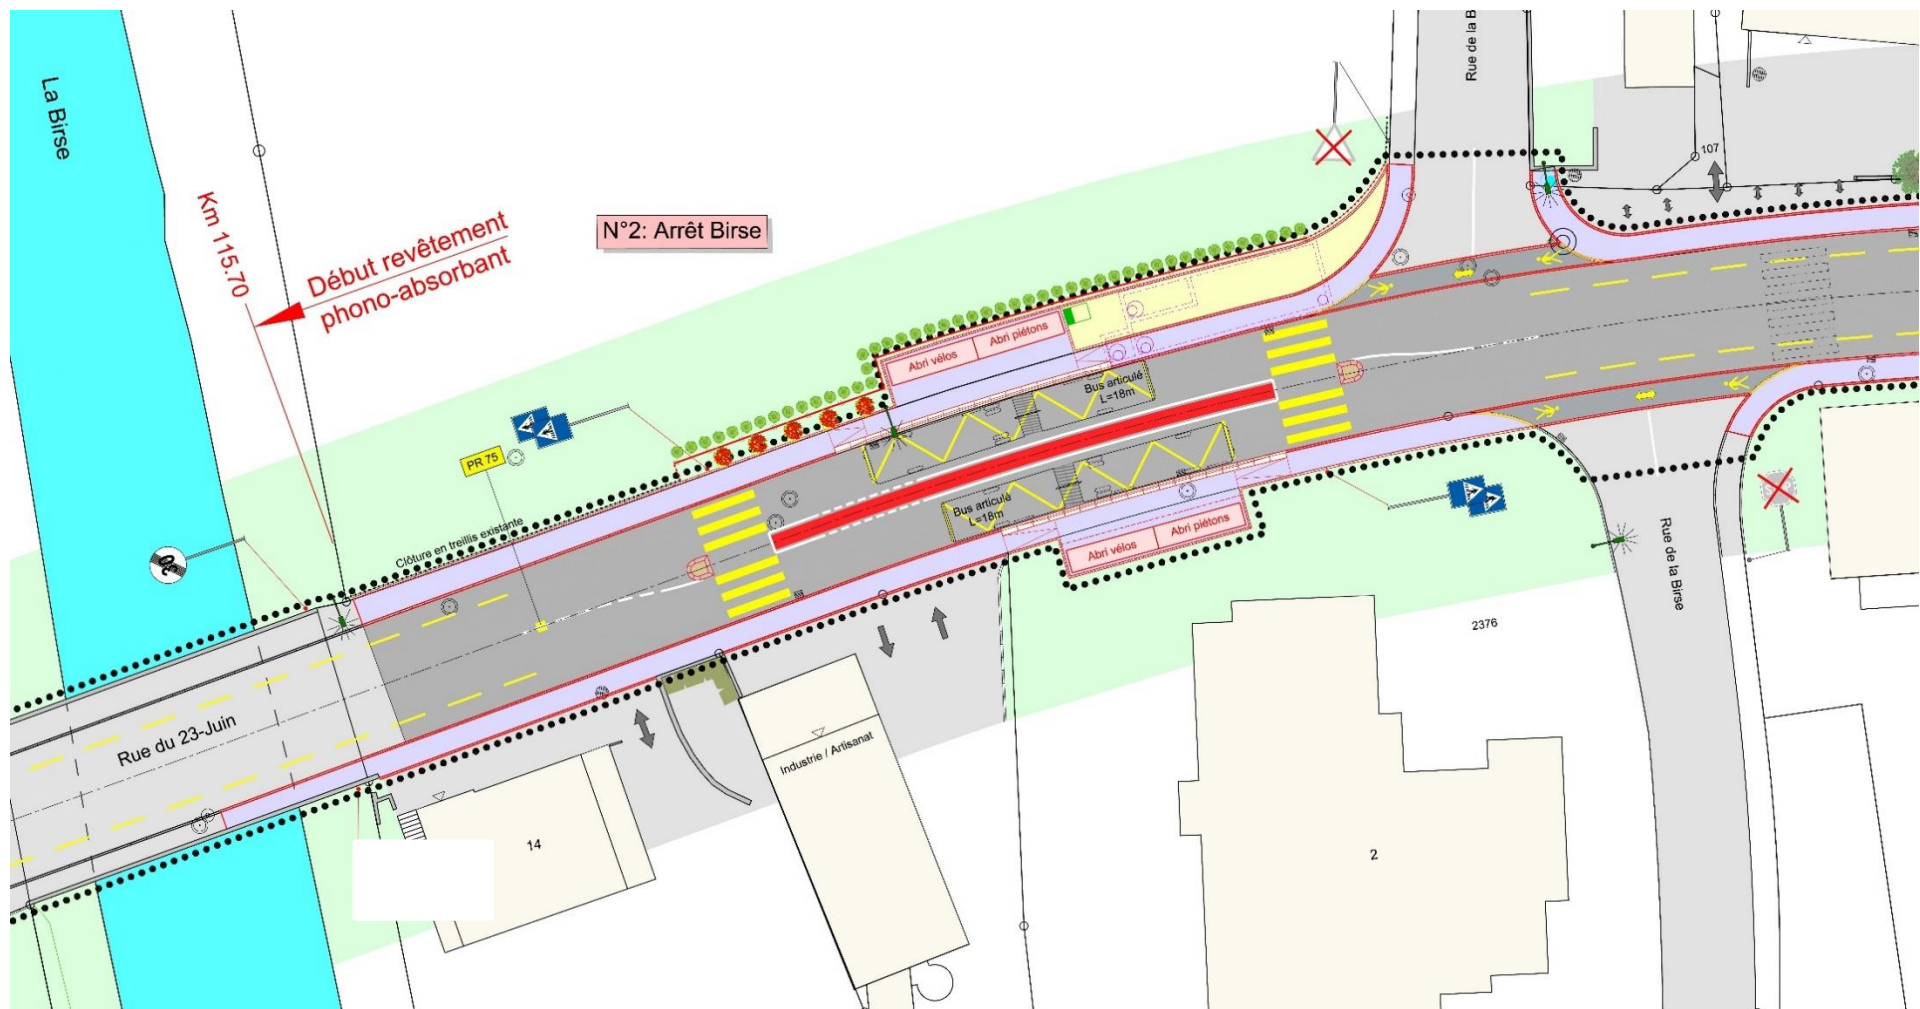 La Birse
Rue de la B
107
Km 115.70
Début revêtement
phono-absorbant
N°2: Arrêt Birse
Abri vélos
Abri piétons
Bus articulé
L=18m
PR 75
Bus articulé
L=18m
Abri vélos
Abri piétons
Clôture en treillis existante
30
Rue de la Birse
2376
Rue du 23-Juin
Industrie / Artisanat
14
2